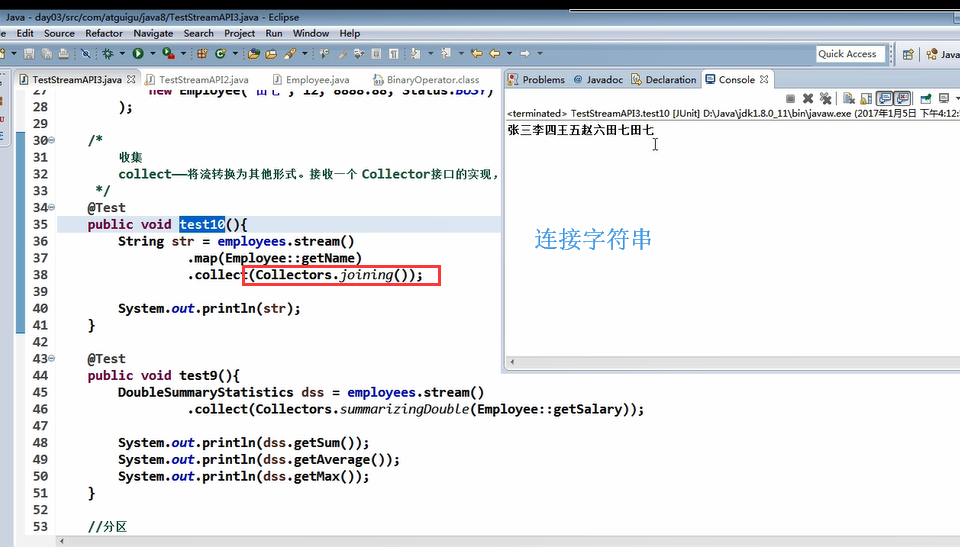 Java - day03/src/com/atguigu/java8/TestStreamAPI3.java - Eclipse
Edit Source Refactor Navigate Search Project Run Window Help
Quick Access
Java
TestStreamAPI3.java TestStreamAPI2.java Employee.java BinaryOperator.class
Problems @ Javadoc Declaration Console
<terminated> TestStreamAPI3.test10 [JUnit] D:\Java\jdk1.8.0_11\bin\javaw.exe (2017年1月5日 下午4:12:5
张三李四王五赵六田七田七
连接字符串
27 new Employee("田七", 12, 8888.88, Status.BUSY)
28 );
29
30 /*
31 收集
32 collect——将流转换为其他形式。接收一个 Collector接口的实现,
33 */
34 @Test
35 public void test10(){
36 String str = employees.stream()
37 .map(Employee::getName)
38 .collect(Collectors.joining());
39
40 System.out.println(str);
41 }
42
43 @Test
44 public void test9(){
45 DoubleSummaryStatistics dss = employees.stream()
46 .collect(Collectors.summarizingDouble(Employee::getSalary));
47
48 System.out.println(dss.getSum());
49 System.out.println(dss.getAverage());
50 System.out.println(dss.getMax());
51 }
52
53 //分区